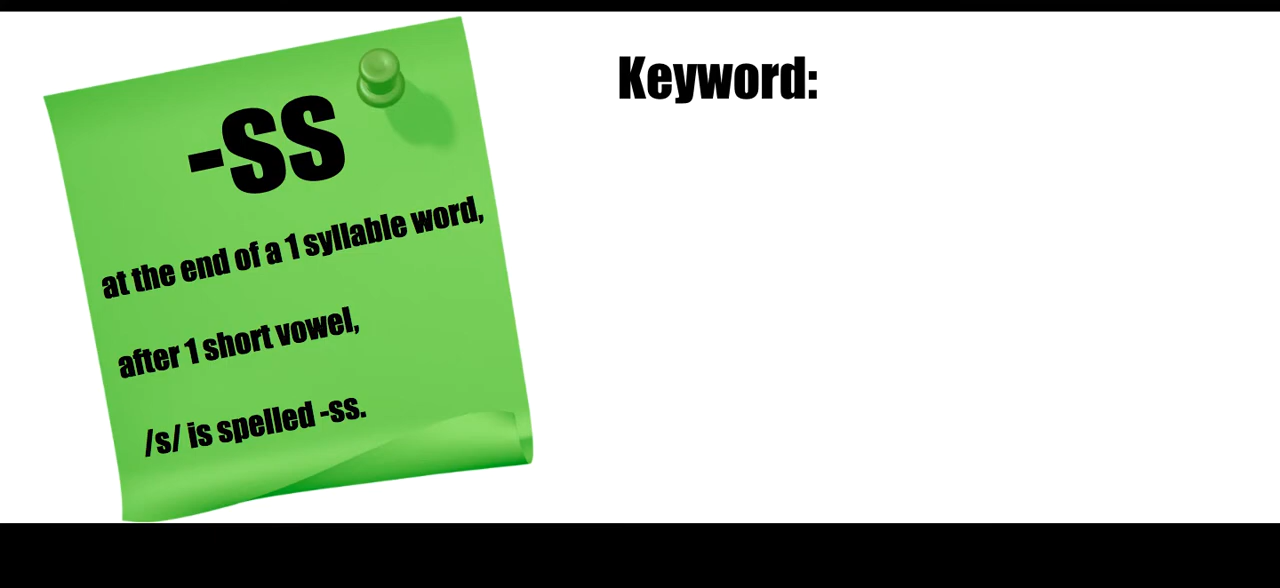 -ss
at the end of a 1 syllable word,
after 1 short vowel,
/s/ is spelled -ss.
Keyword: